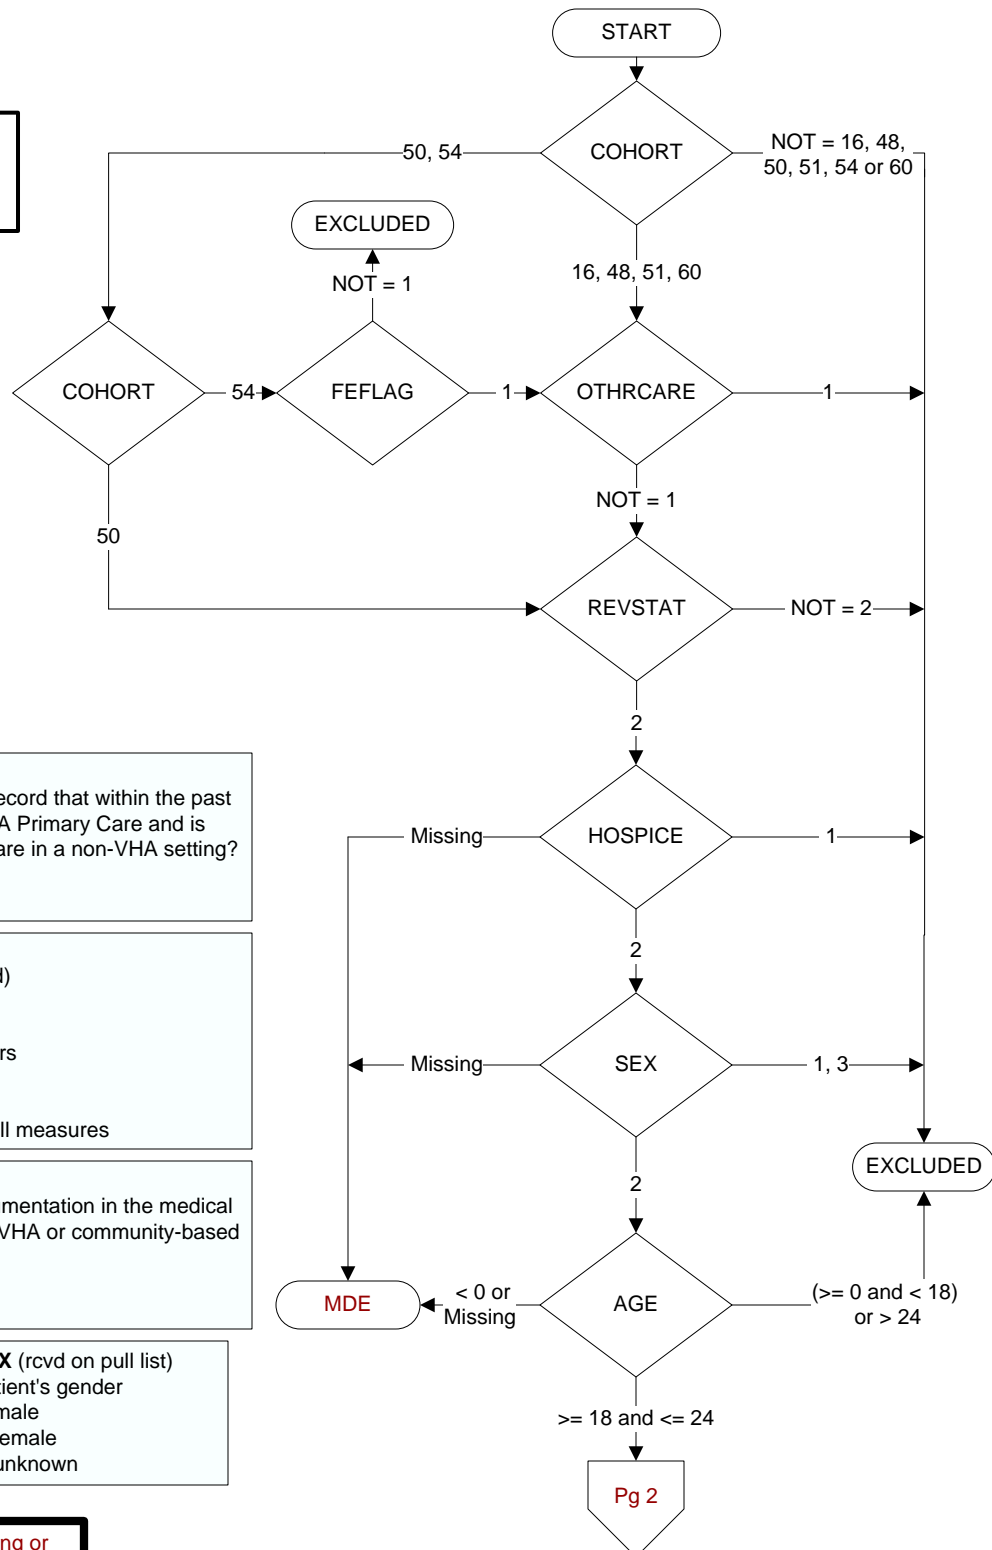 START
COHORT
50, 54
NOT = 16, 48,
50, 51, 54 or 60
EXCLUDED
NOT = 1
16, 48, 51, 60
COHORT
54
FEFLAG
1
OTHRCARE
1
NOT = 1
50
REVSTAT
NOT = 2
2
ecord that within the past
A Primary Care and is
are in a non-VHA setting?
Missing
HOSPICE
1
2
d)
rs
ll measures
Missing
SEX
1, 3
2
EXCLUDED
umentation in the medical
VHA or community-based
MDE
< 0 or
Missing
AGE
(>= 0 and < 18)
or > 24
X (rcvd on pull list)
tient's gender
male
emale
unknown
>= 18 and <= 24
Pg 2
ng or